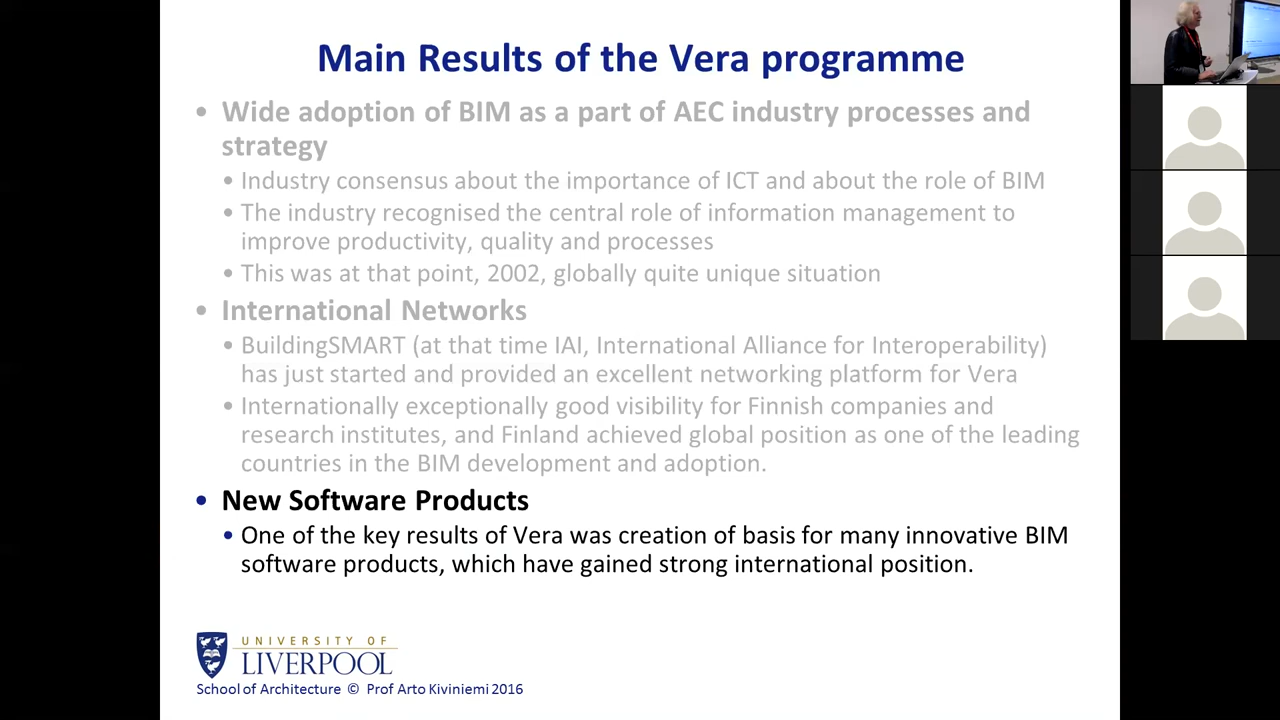 Main Results of the Vera programme
• Wide adoption of BIM as a part of AEC industry processes and
strategy
• Industry consensus about the importance of ICT and about the role of BIM
• The industry recognised the central role of information management to
improve productivity, quality and processes
• This was at that point, 2002, globally quite unique situation
• International Networks
• BuildingSMART (at that time IAI, International Alliance for Interoperability)
has just started and provided an excellent networking platform for Vera
• Internationally exceptionally good visibility for Finnish companies and
research institutes, and Finland achieved global position as one of the leading
countries in the BIM development and adoption.
• New Software Products
• One of the key results of Vera was creation of basis for many innovative BIM
software products, which have gained strong international position.
UNIVERSITY OF
LIVERPOOL
School of Architecture © Prof Arto Kiviniemi 2016